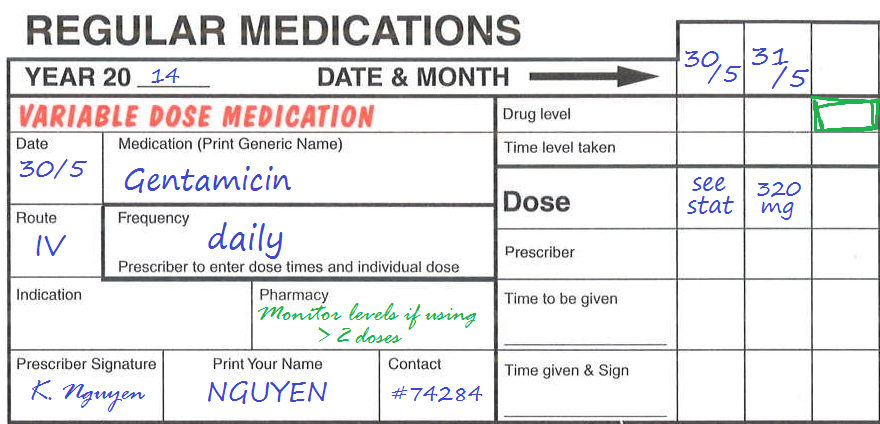 REGULAR MEDICATIONS
YEAR 20 14 DATE & MONTH 30/5 31/5
VARIABLE DOSE MEDICATION
Drug level
Time level taken
Date
30/5
Medication (Print Generic Name)
Gentamicin
Dose
see stat
320 mg
Route
IV
Frequency
daily
Prescriber to enter dose times and individual dose
Prescriber
Indication
Pharmacy
Monitor levels if using
> 2 doses
Time to be given
Prescriber Signature
K. Nguyen
Print Your Name
NGUYEN
Contact
#74284
Time given & Sign